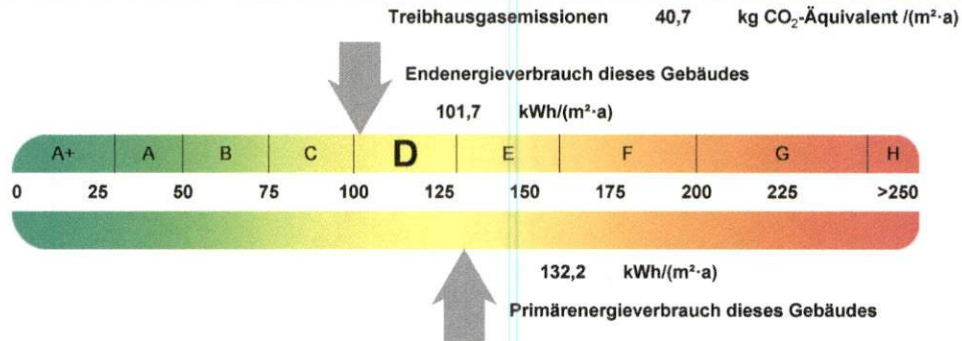 Treibhausgasemissionen 40,7 kg CO₂-Äquivalent /(m²·a)
Endenergieverbrauch dieses Gebäudes
101,7 kWh/(m²·a)
A+ A B C D E F G H
0 25 50 75 100 125 150 175 200 225 >250
132,2 kWh/(m²·a)
Primärenergieverbrauch dieses Gebäudes